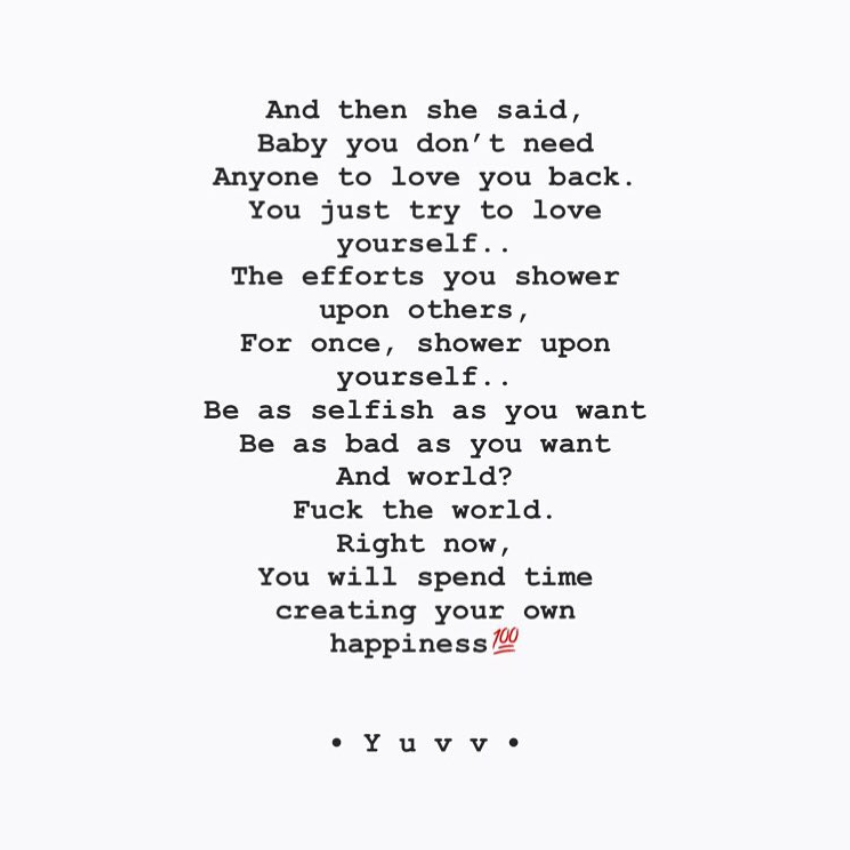 And then she said,
Baby you don’t need
Anyone to love you back.
You just try to love
yourself..
The efforts you shower
upon others,
For once, shower upon
yourself..
Be as selfish as you want
Be as bad as you want
And world?
Fuck the world.
Right now,
You will spend time
creating your own
happiness💯
• Y u v v •